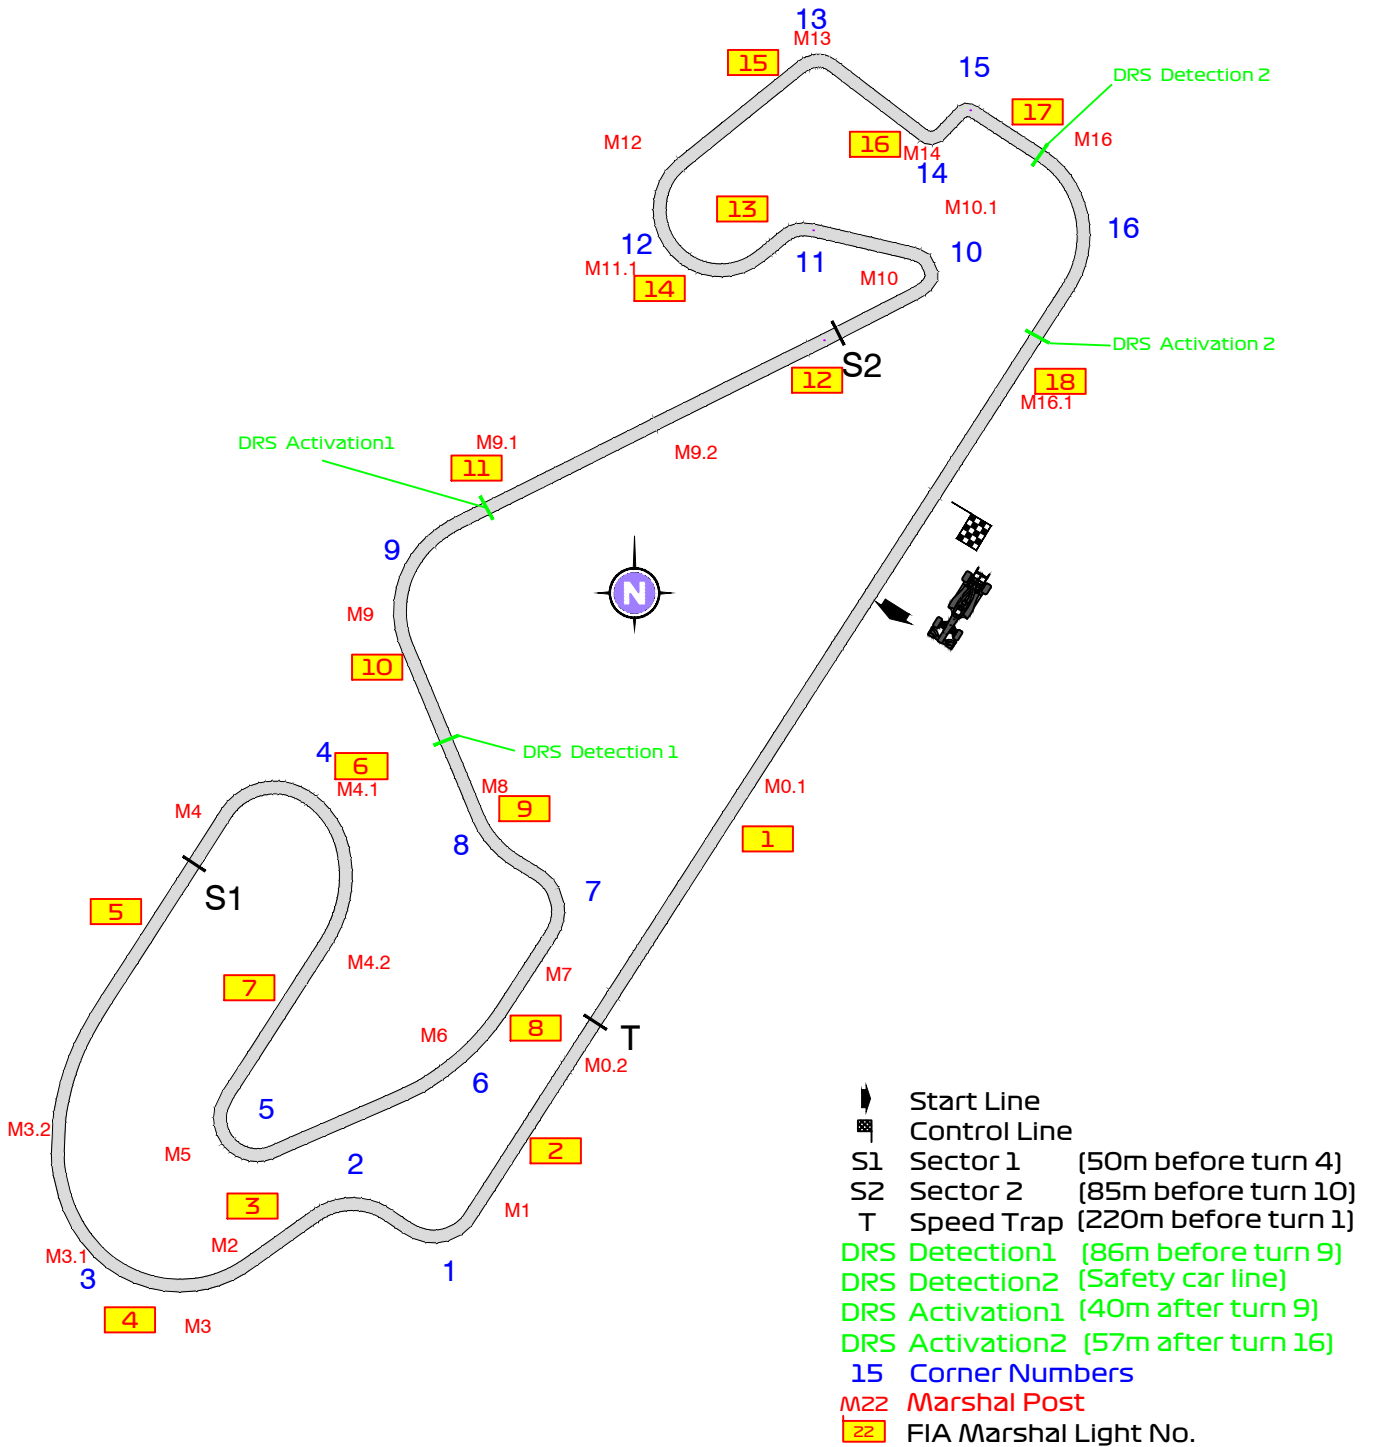 13
M13
15
15
DRS Detection 2
17
M12
16
M14
M16
14
13
M10.1
16
12
11
10
M11.1
14
M10
DRS Activation 2
S2
12
18
M16.1
DRS Activation1
M9.1
11
M9.2
9
N
M9
10
4
6
DRS Detection 1
M4.1
M8
M0.1
M4
9
1
8
S1
7
5
M4.2
M7
7
M6
8
T
M0.2
6
5
M3.2
M5
2
2
3
M1
M2
M3.1
3
1
4
M3
Start Line
Control Line
S1 Sector 1 (50m before turn 4)
S2 Sector 2 (85m before turn 10)
T Speed Trap (220m before turn 1)
DRS Detection1 (86m before turn 9)
DRS Detection2 (Safety car line)
DRS Activation1 (40m after turn 9)
DRS Activation2 (57m after turn 16)
15 Corner Numbers
M22 Marshal Post
22 FIA Marshal Light No.